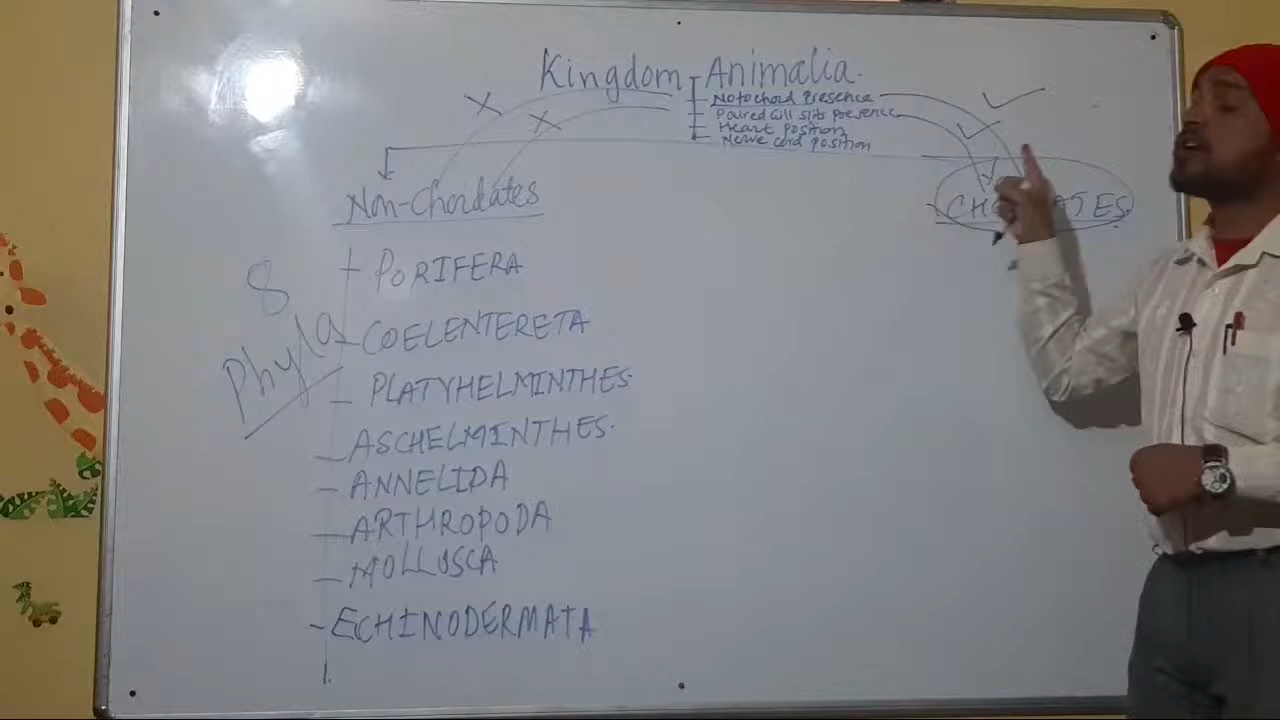 Kingdom Animalia.
Notochord Presence
Paired Gill slits presence
Heart position
Nerve cord position
Non-Chordates
CHORDATES
8
Phyla
PORIFERA
COELENTERETA
PLATYHELMINTHES.
ASCHELMINTHES.
ANNELIDA
ARTHROPODA
MOLLUSCA
ECHINODERMATA